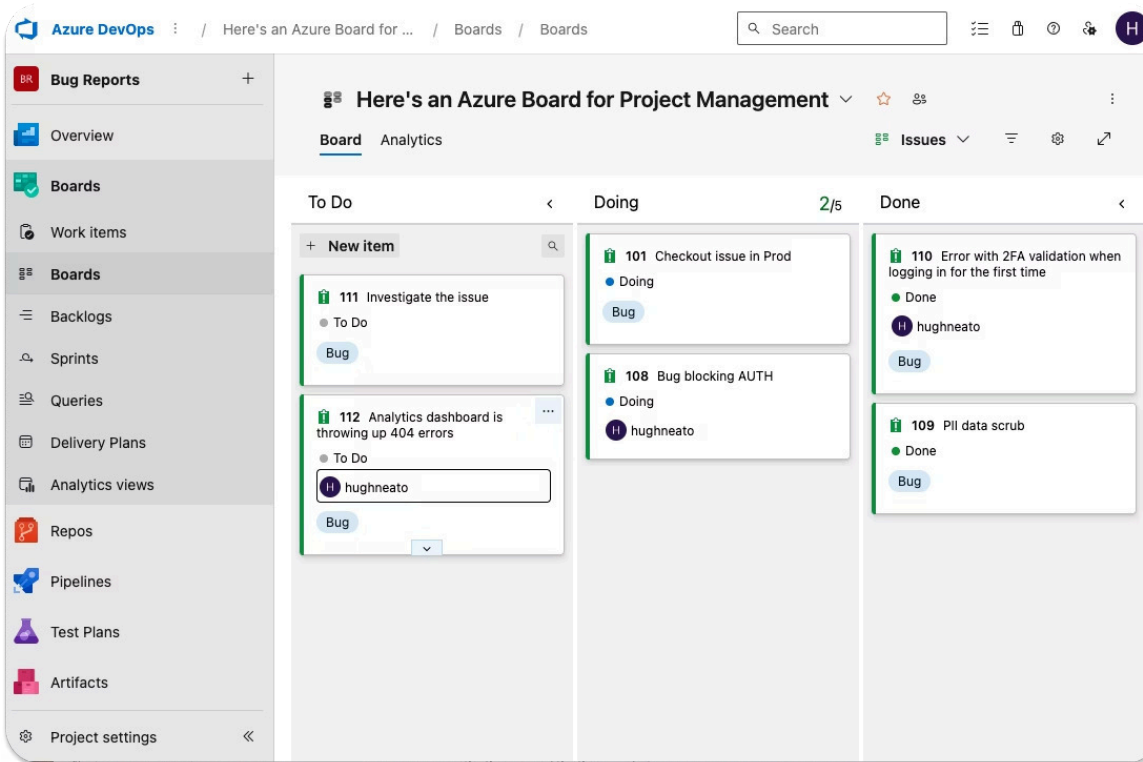 Azure DevOps / Here's an Azure Board for ... / Boards / Boards
Search
H
BR Bug Reports +
Overview
Boards
Work items
Boards
Backlogs
Sprints
Queries
Delivery Plans
Analytics views
Repos
Pipelines
Test Plans
Artifacts
Project settings
Here's an Azure Board for Project Management
Board Analytics
Issues
To Do
+ New item
111 Investigate the issue
To Do
Bug
112 Analytics dashboard is
throwing up 404 errors
To Do
H hughneato
Bug
Doing 2/5
101 Checkout issue in Prod
Doing
Bug
108 Bug blocking AUTH
Doing
H hughneato
Done
110 Error with 2FA validation when
logging in for the first time
Done
H hughneato
Bug
109 PII data scrub
Done
Bug